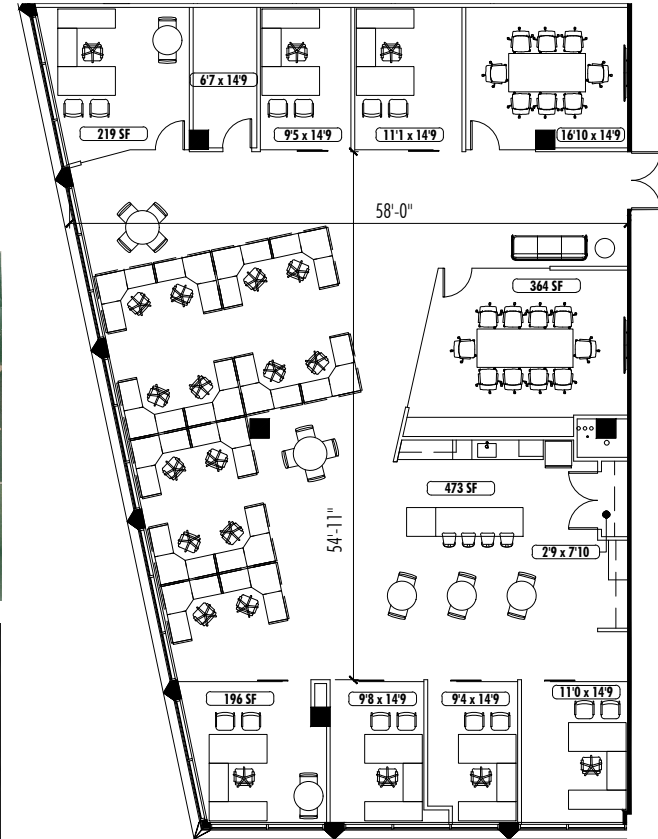 6'7 x 14'9
219 SF
9'5 x 14'9
11'1 x 14'9
16'10 x 14'9
58'-0"
364 SF
473 SF
54'-11"
2'9 x 7'10
196 SF
9'8 x 14'9
9'4 x 14'9
11'0 x 14'9